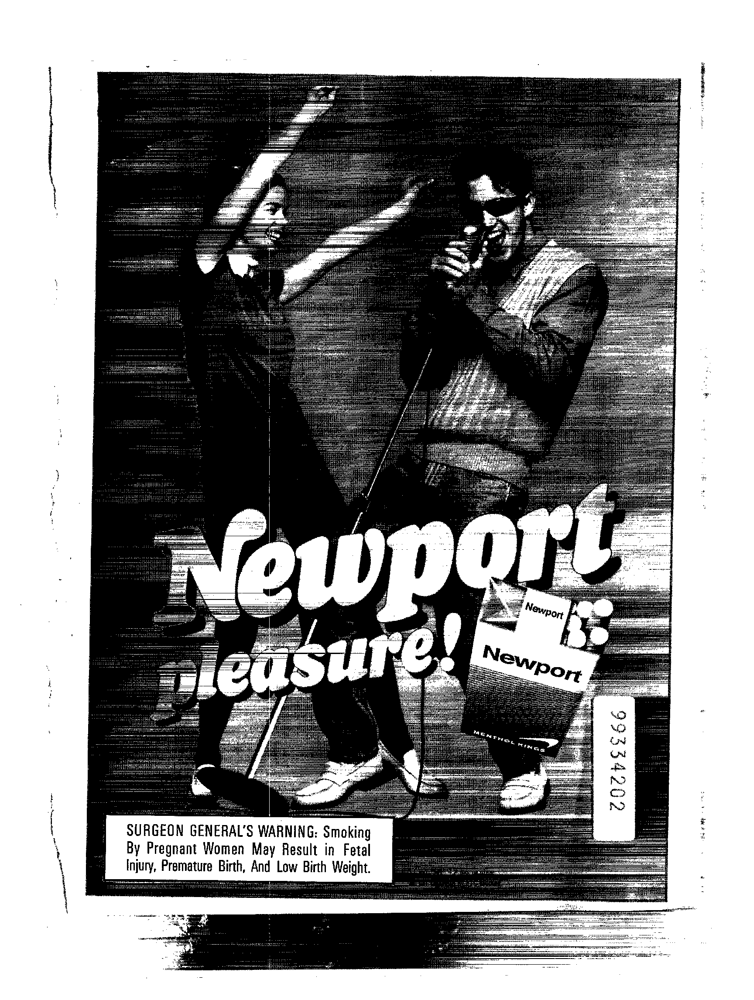 Newport
pleasure!
Newport
Newport
MENTHOL KINGS
99334202
SURGEON GENERAL'S WARNING: Smoking
By Pregnant Women May Result in Fetal
Injury, Premature Birth, And Low Birth Weight.